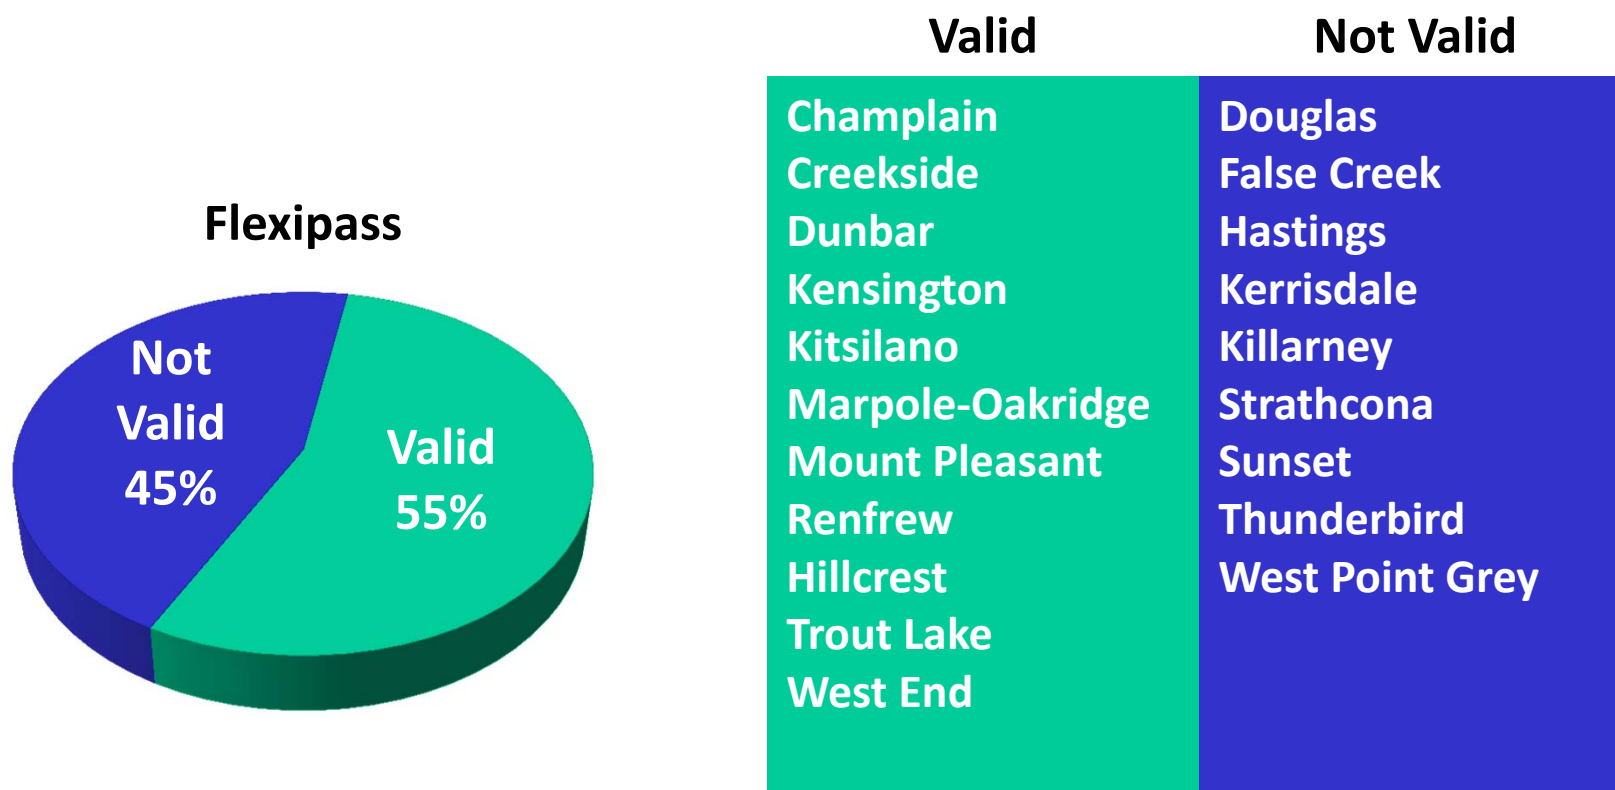 Flexipass
Not
Valid
45%
Valid
55%
Valid
Champlain
Creekside
Dunbar
Kensington
Kitsilano
Marpole-Oakridge
Mount Pleasant
Renfrew
Hillcrest
Trout Lake
West End
Not Valid
Douglas
False Creek
Hastings
Kerrisdale
Killarney
Strathcona
Sunset
Thunderbird
West Point Grey